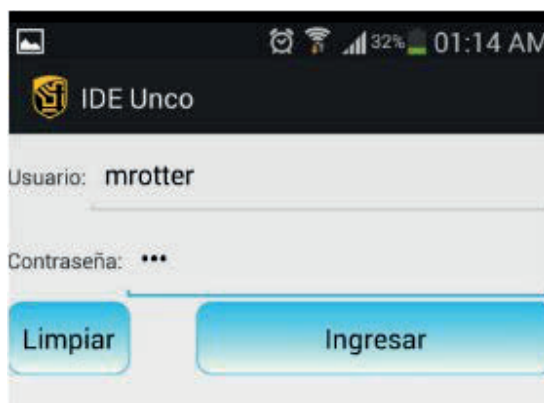 32% 01:14 AM
IDE Unco
Usuario: mrotter
Contraseña: •••
Limpiar Ingresar